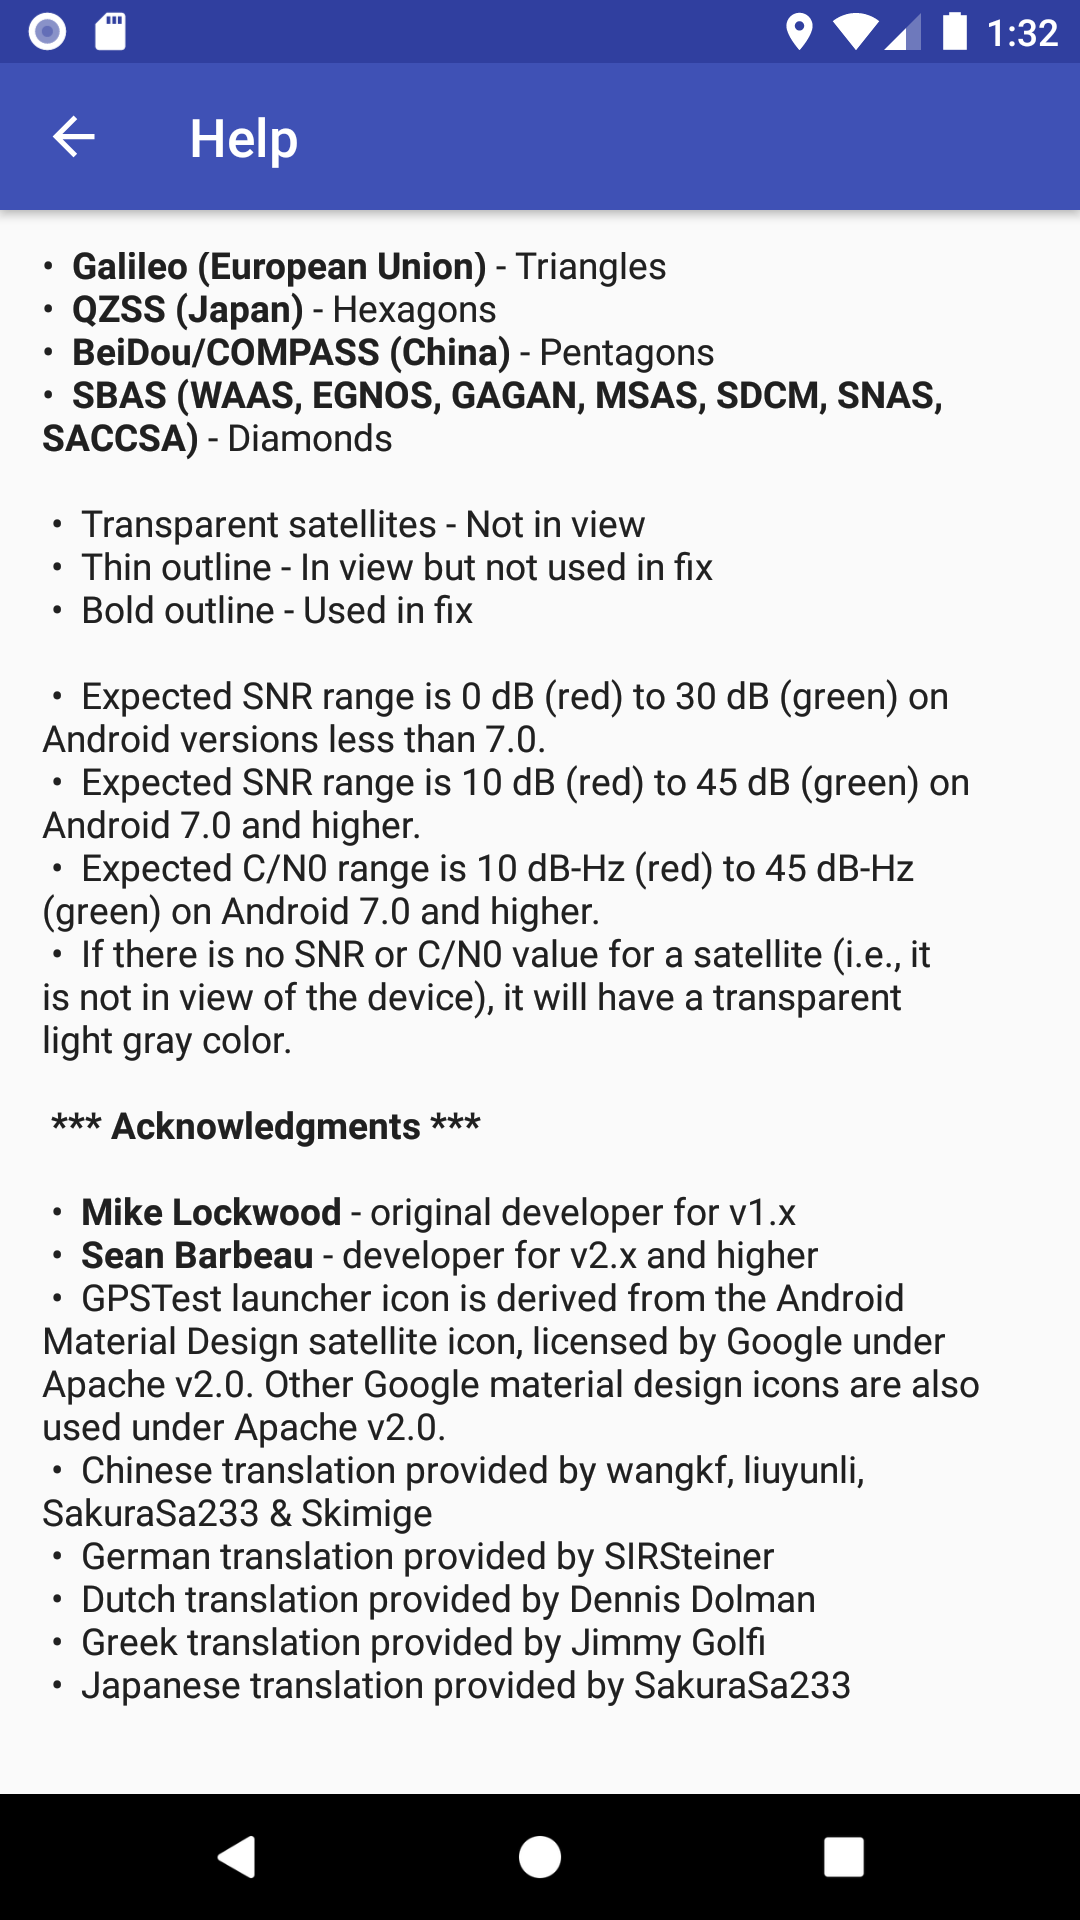 1:32
Help
• Galileo (European Union) - Triangles
• QZSS (Japan) - Hexagons
• BeiDou/COMPASS (China) - Pentagons
• SBAS (WAAS, EGNOS, GAGAN, MSAS, SDCM, SNAS,
SACCSA) - Diamonds
• Transparent satellites - Not in view
• Thin outline - In view but not used in fix
• Bold outline - Used in fix
• Expected SNR range is 0 dB (red) to 30 dB (green) on
Android versions less than 7.0.
• Expected SNR range is 10 dB (red) to 45 dB (green) on
Android 7.0 and higher.
• Expected C/N0 range is 10 dB-Hz (red) to 45 dB-Hz
(green) on Android 7.0 and higher.
• If there is no SNR or C/N0 value for a satellite (i.e., it
is not in view of the device), it will have a transparent
light gray color.
*** Acknowledgments ***
• Mike Lockwood - original developer for v1.x
• Sean Barbeau - developer for v2.x and higher
• GPSTest launcher icon is derived from the Android
Material Design satellite icon, licensed by Google under
Apache v2.0. Other Google material design icons are also
used under Apache v2.0.
• Chinese translation provided by wangkf, liuyunli,
SakuraSa233 & Skimige
• German translation provided by SIRSteiner
• Dutch translation provided by Dennis Dolman
• Greek translation provided by Jimmy Golfi
• Japanese translation provided by SakuraSa233